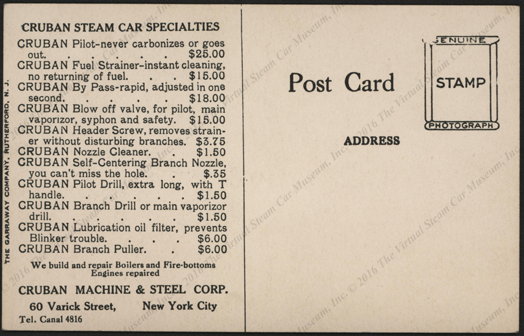 CRUBAN STEAM CAR SPECIALTIES
CRUBAN Pilot-never carbonizes or goes
out. . . . . . $25.00
CRUBAN Fuel Strainer-instant cleaning,
no returning of fuel. . . $15.00
CRUBAN By Pass-rapid, adjusted in one
second. . . . . $18.00
CRUBAN Blow off valve, for pilot, main
vaporizor, syphon and safety. $15.00
CRUBAN Header Screw, removes strain-
er without disturbing branches. $3.75
CRUBAN Nozzle Cleaner. . . $1.50
CRUBAN Self-Centering Branch Nozzle,
you can't miss the hole. . $.35
CRUBAN Pilot Drill, extra long, with T
handle. . . . . $1.50
CRUBAN Branch Drill or main vaporizor
drill. . . . . . $1.50
CRUBAN Lubrication oil filter, prevents
Blinker trouble. . . . $6.00
CRUBAN Branch Puller. . . $6.00
We build and repair Boilers and Fire-bottoms
Engines repaired
CRUBAN MACHINE & STEEL CORP.
60 Varick Street, New York City
Tel. Canal 4816
THE GARRAWAY COMPANY, RUTHERFORD, N. J.
Post Card
ADDRESS
GENUINE
STAMP
PHOTOGRAPH
© 2016 The Virtual Steam Car Museum, Inc.